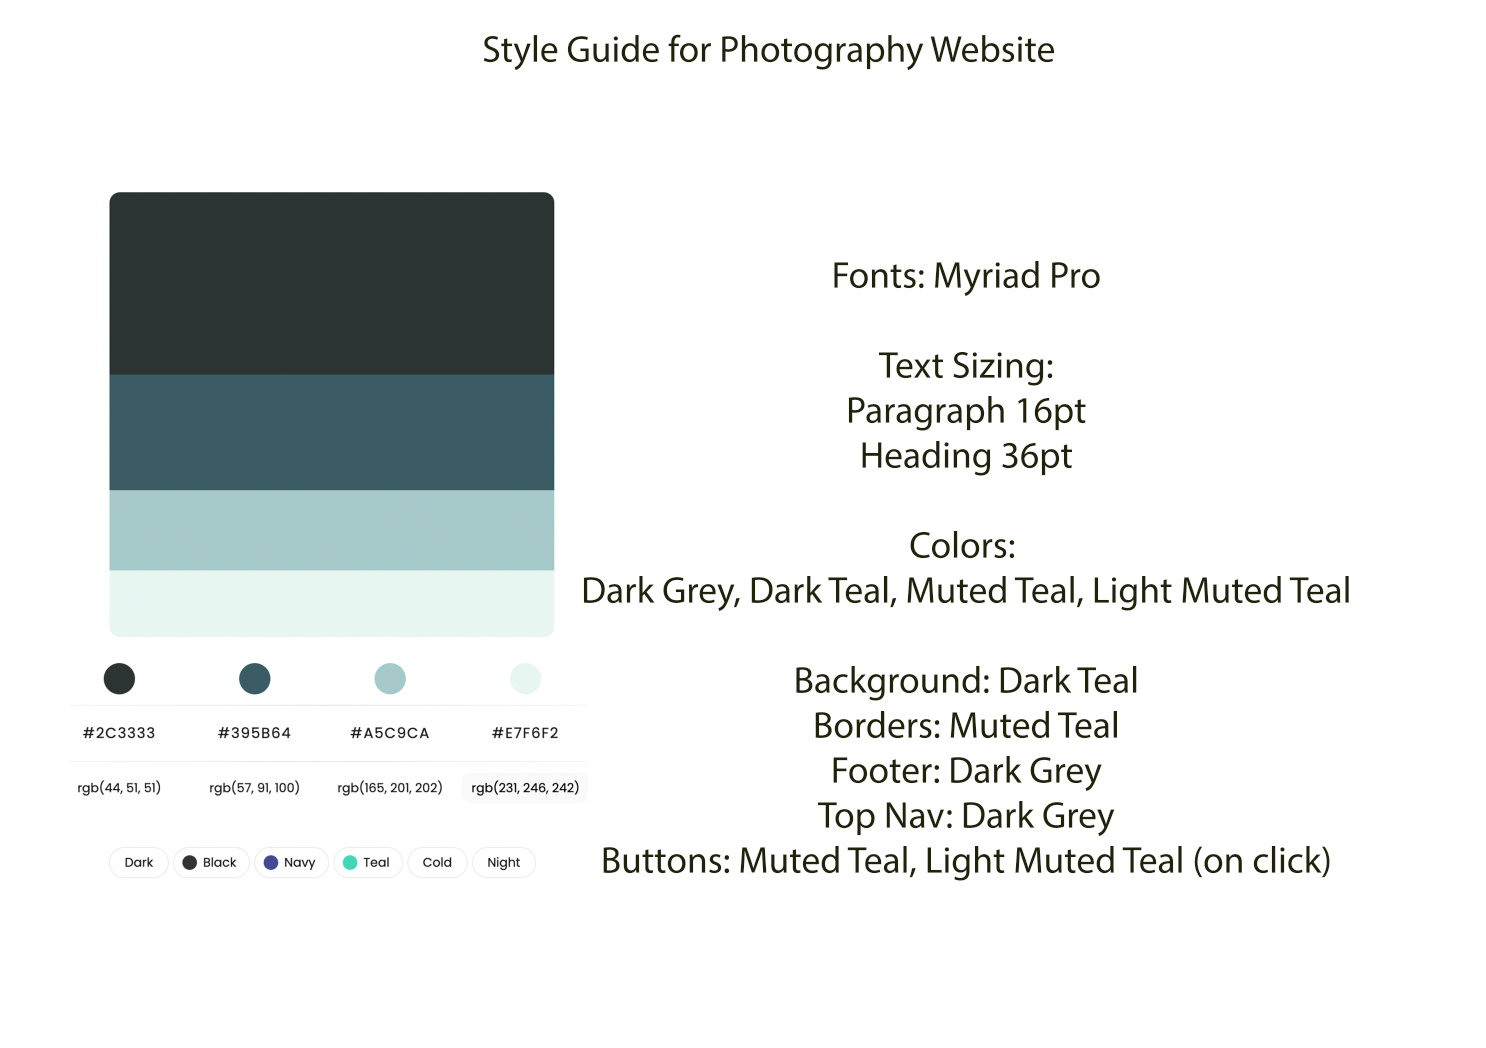 Style Guide for Photography Website
Fonts: Myriad Pro
Text Sizing:
Paragraph 16pt
Heading 36pt
Colors:
Dark Grey, Dark Teal, Muted Teal, Light Muted Teal
Background: Dark Teal
Borders: Muted Teal
Footer: Dark Grey
Top Nav: Dark Grey
Buttons: Muted Teal, Light Muted Teal (on click)
#2C3333 #395B64 #A5C9CA #E7F6F2
rgb(44, 51, 51) rgb(57, 91, 100) rgb(165, 201, 202) rgb(231, 246, 242)
Dark Black Navy Teal Cold Night